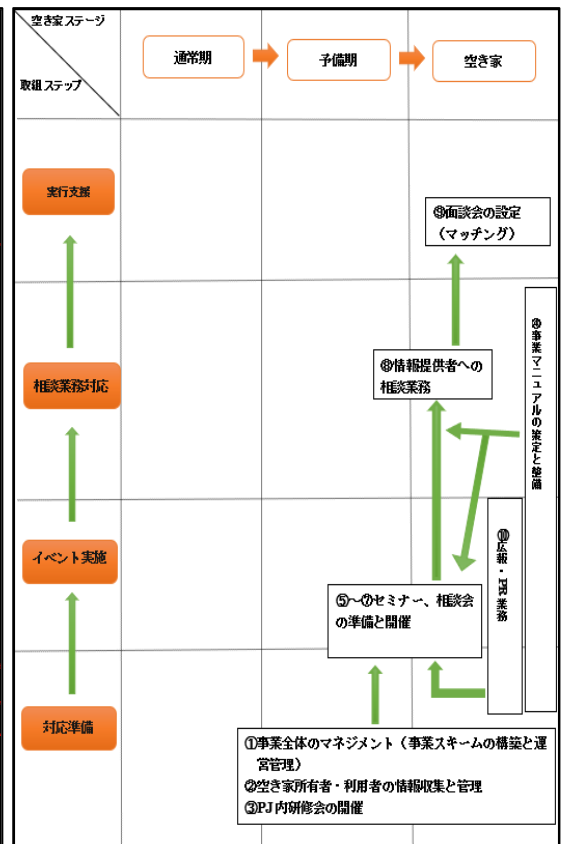 空き家ステージ
取組ステップ
通常期
予備期
空き家
実行支援
⑨面談会の設定
（マッチング）
相談業務対応
⑧情報提供者への
相談業務
事業マニュアルの策定と整備
イベント実施
⑩広報・PR業務
⑤～⑦セミナー、相談会
の準備と開催
対応準備
①事業全体のマネジメント（事業スキームの構築と運
営管理）
②空き家所有者・利用者の情報収集と管理
③PJ内研修会の開催